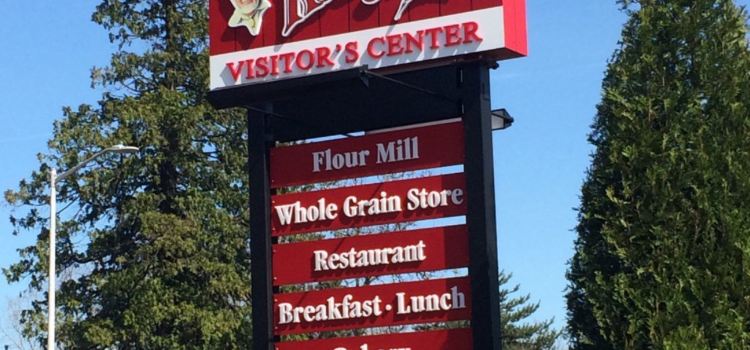 VISITOR'S CENTER
Flour Mill
Whole Grain Store
Restaurant
Breakfast · Lunch